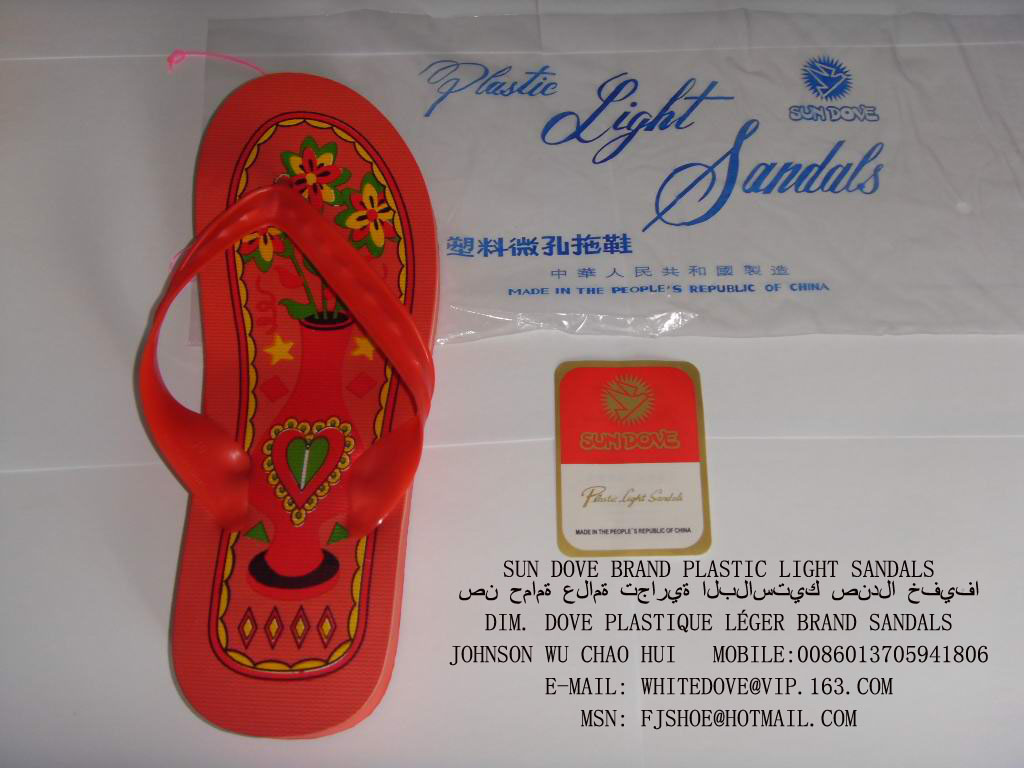 Plastic Light Sandals
SUN DOVE
塑料微孔拖鞋
中華人民共和國製造
MADE IN THE PEOPLE'S REPUBLIC OF CHINA
SUN DOVE
Plastic Light Sandals
MADE IN THE PEOPLE'S REPUBLIC OF CHINA
SUN DOVE BRAND PLASTIC LIGHT SANDALS
صن حمامة علامة تجارية البلاستيك صندل خفيفا
DIM. DOVE PLASTIQUE LÉGER BRAND SANDALS
JOHNSON WU CHAO HUI MOBILE:0086013705941806
E-MAIL: WHITEDOVE@VIP.163.COM
MSN: FJSHOE@HOTMAIL.COM